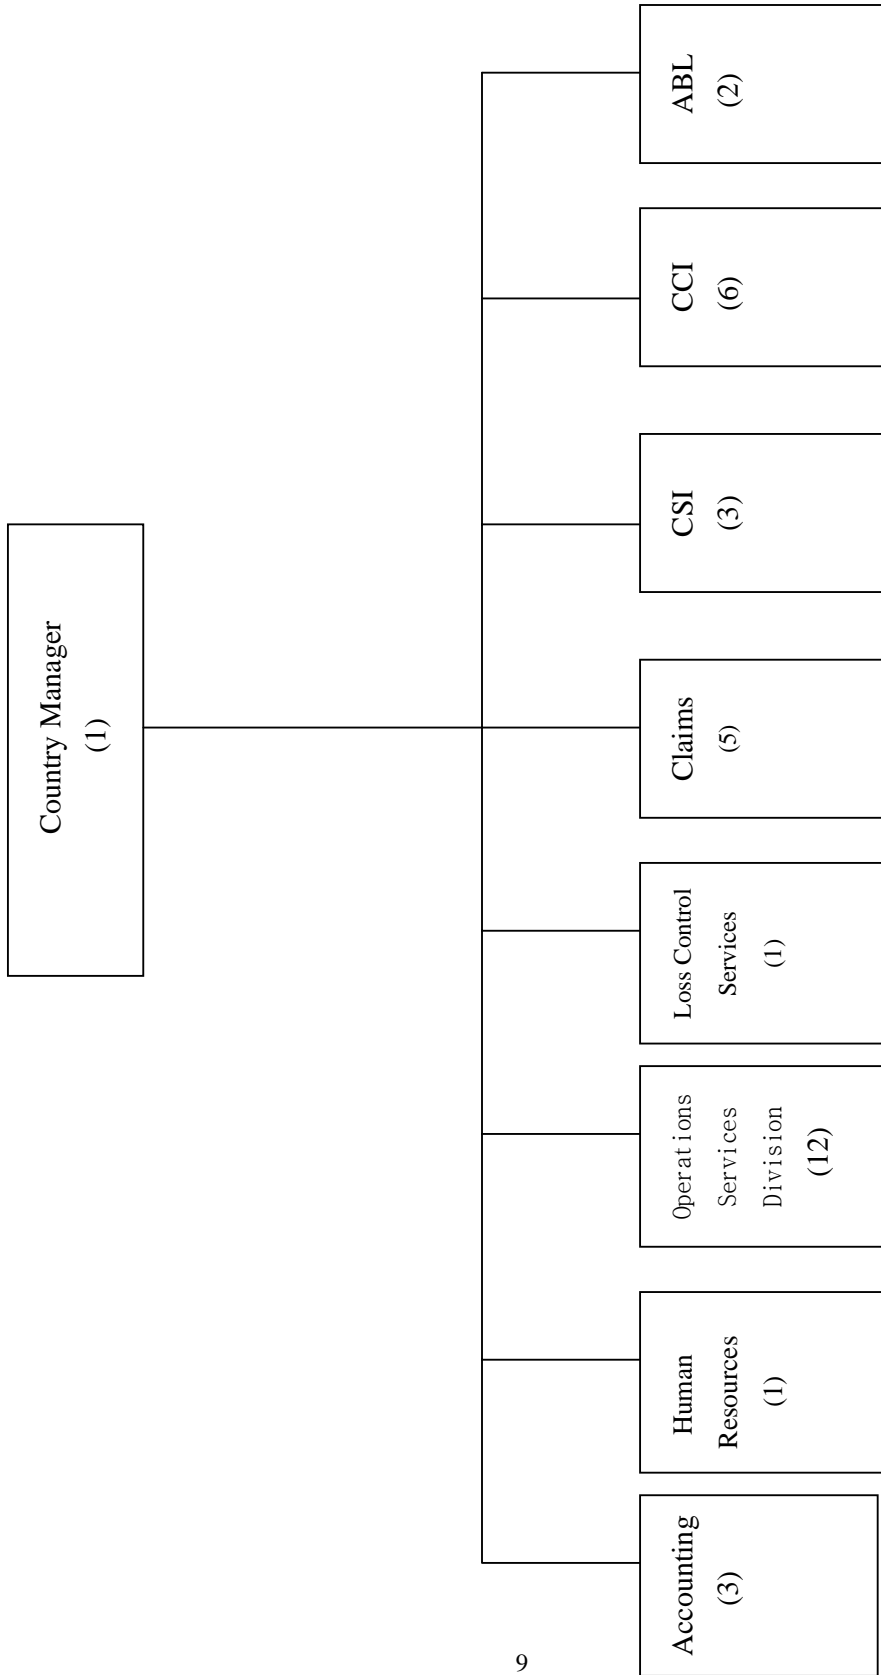 Country Manager
(1)
Accounting
(3)
Human
Resources
(1)
Operations
Services
Division
(12)
Loss Control
Services
(1)
Claims
(5)
CSI
(3)
CCI
(6)
ABL
(2)
9